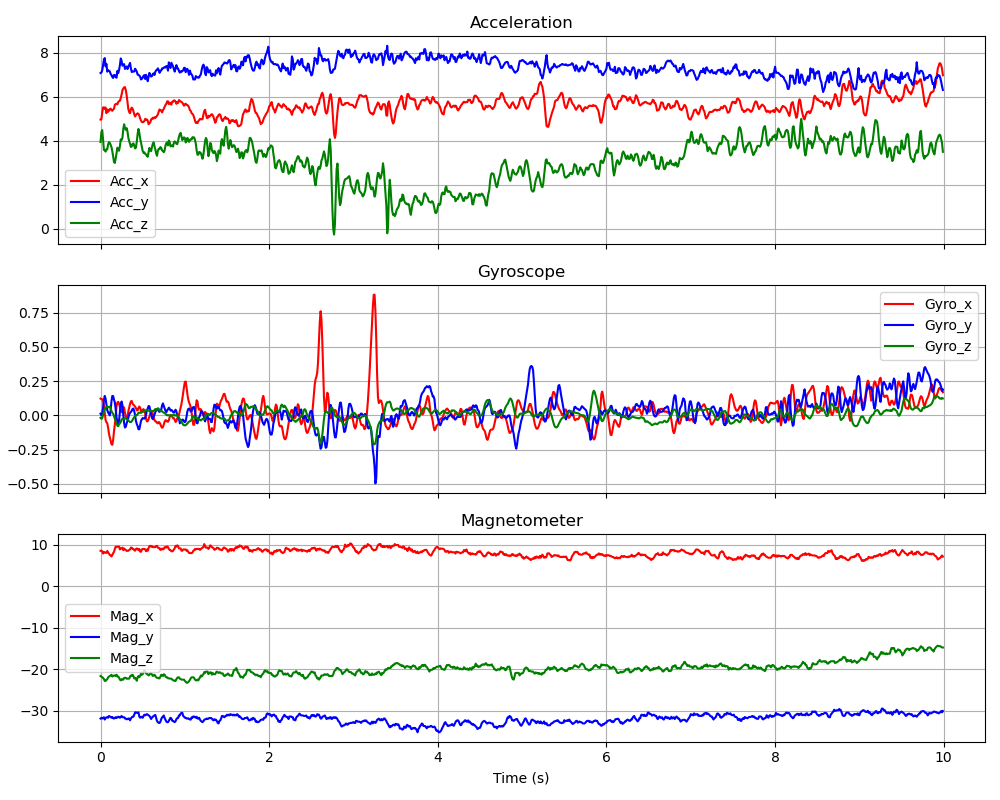 Acceleration
8
6
4
2
0
Acc_x
Acc_y
Acc_z
Gyroscope
0.75
0.50
0.25
0.00
−0.25
−0.50
Gyro_x
Gyro_y
Gyro_z
Magnetometer
10
0
−10
−20
−30
Mag_x
Mag_y
Mag_z
0 2 4 6 8 10
Time (s)